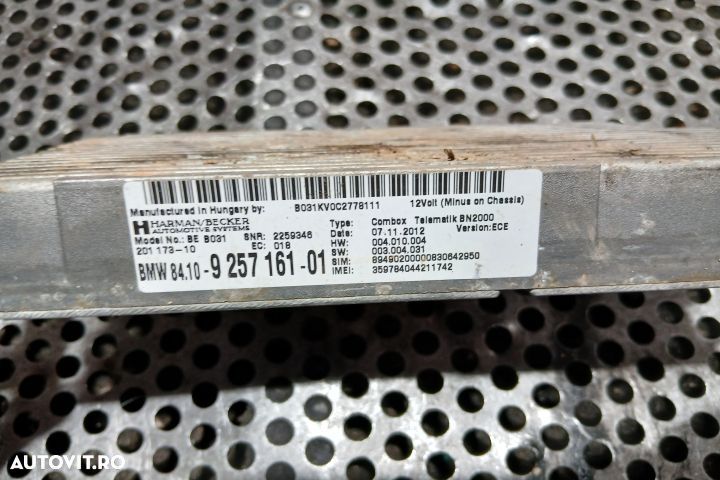 Manufactured in Hungary by:
B031KV0C2778111
12Volt (Minus on Chassis)
HARMAN/BECKER
AUTOMOTIVE SYSTEMS
Model No.: BE B031
SNR: 2259346
201 173-10
EC: 018
Type: Combox Telematik BN2000
Date: 07.11.2012
Version:ECE
HW: 004.010.004
SW: 003.004.031
SIM: 89490200000830642950
IMEI: 359784044211742
BMW 84.10-9 257 161-01
AUTOVIT.RO